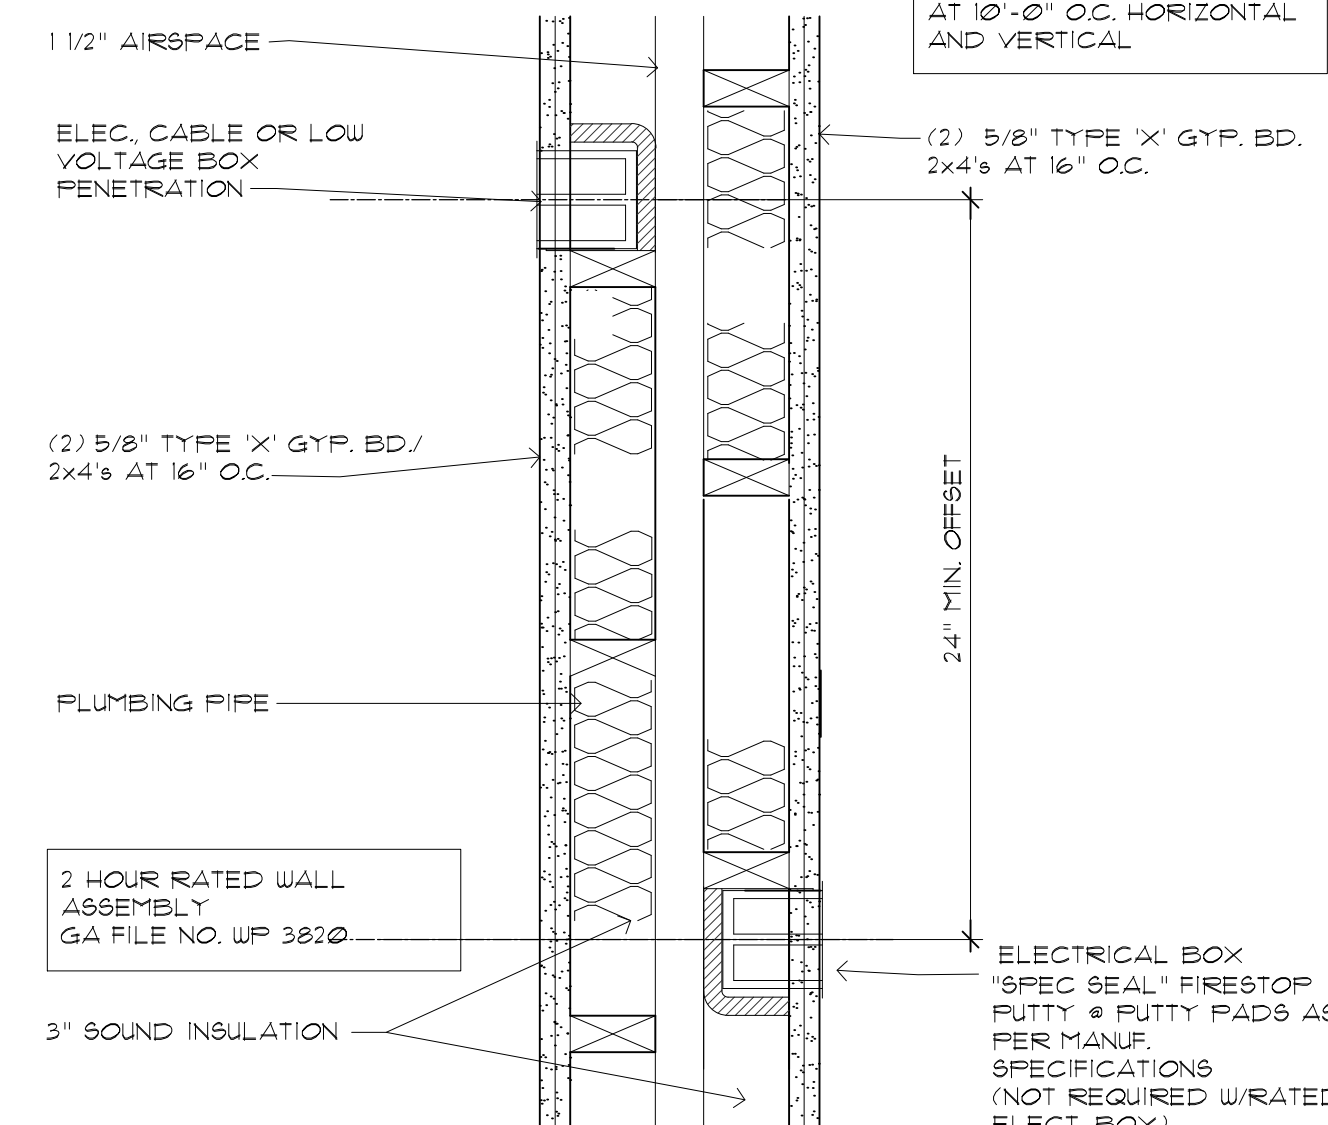 AT 10'-0" O.C. HORIZONTAL
AND VERTICAL
1 1/2" AIRSPACE
ELEC., CABLE OR LOW
VOLTAGE BOX
PENETRATION
(2) 5/8" TYPE 'X' GYP. BD.
2x4's AT 16" O.C.
(2) 5/8" TYPE 'X' GYP. BD./
2x4's AT 16" O.C.
24" MIN. OFFSET
PLUMBING PIPE
2 HOUR RATED WALL
ASSEMBLY
GA FILE NO. WP 3820
3" SOUND INSULATION
ELECTRICAL BOX
"SPEC SEAL" FIRESTOP
PUTTY @ PUTTY PADS AS
PER MANUF.
SPECIFICATIONS
(NOT REQUIRED W/RATED
ELECT. BOX)